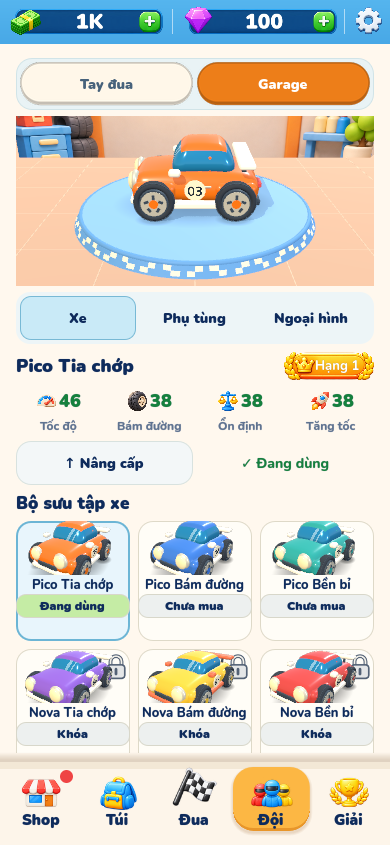 1K
100
Tay đua
Garage
03
Xe
Phụ tùng
Ngoại hình
Pico Tia chớp
Hạng 1
46
38
38
38
Tốc độ
Bám đường
Ổn định
Tăng tốc
↑ Nâng cấp
✓ Đang dùng
Bộ sưu tập xe
Pico Tia chớp
Pico Bám đường
Pico Bền bỉ
Đang dùng
Chưa mua
Chưa mua
Nova Tia chớp
Nova Bám đường
Nova Bền bỉ
Khóa
Khóa
Khóa
Shop
Túi
Đua
Đội
Giải